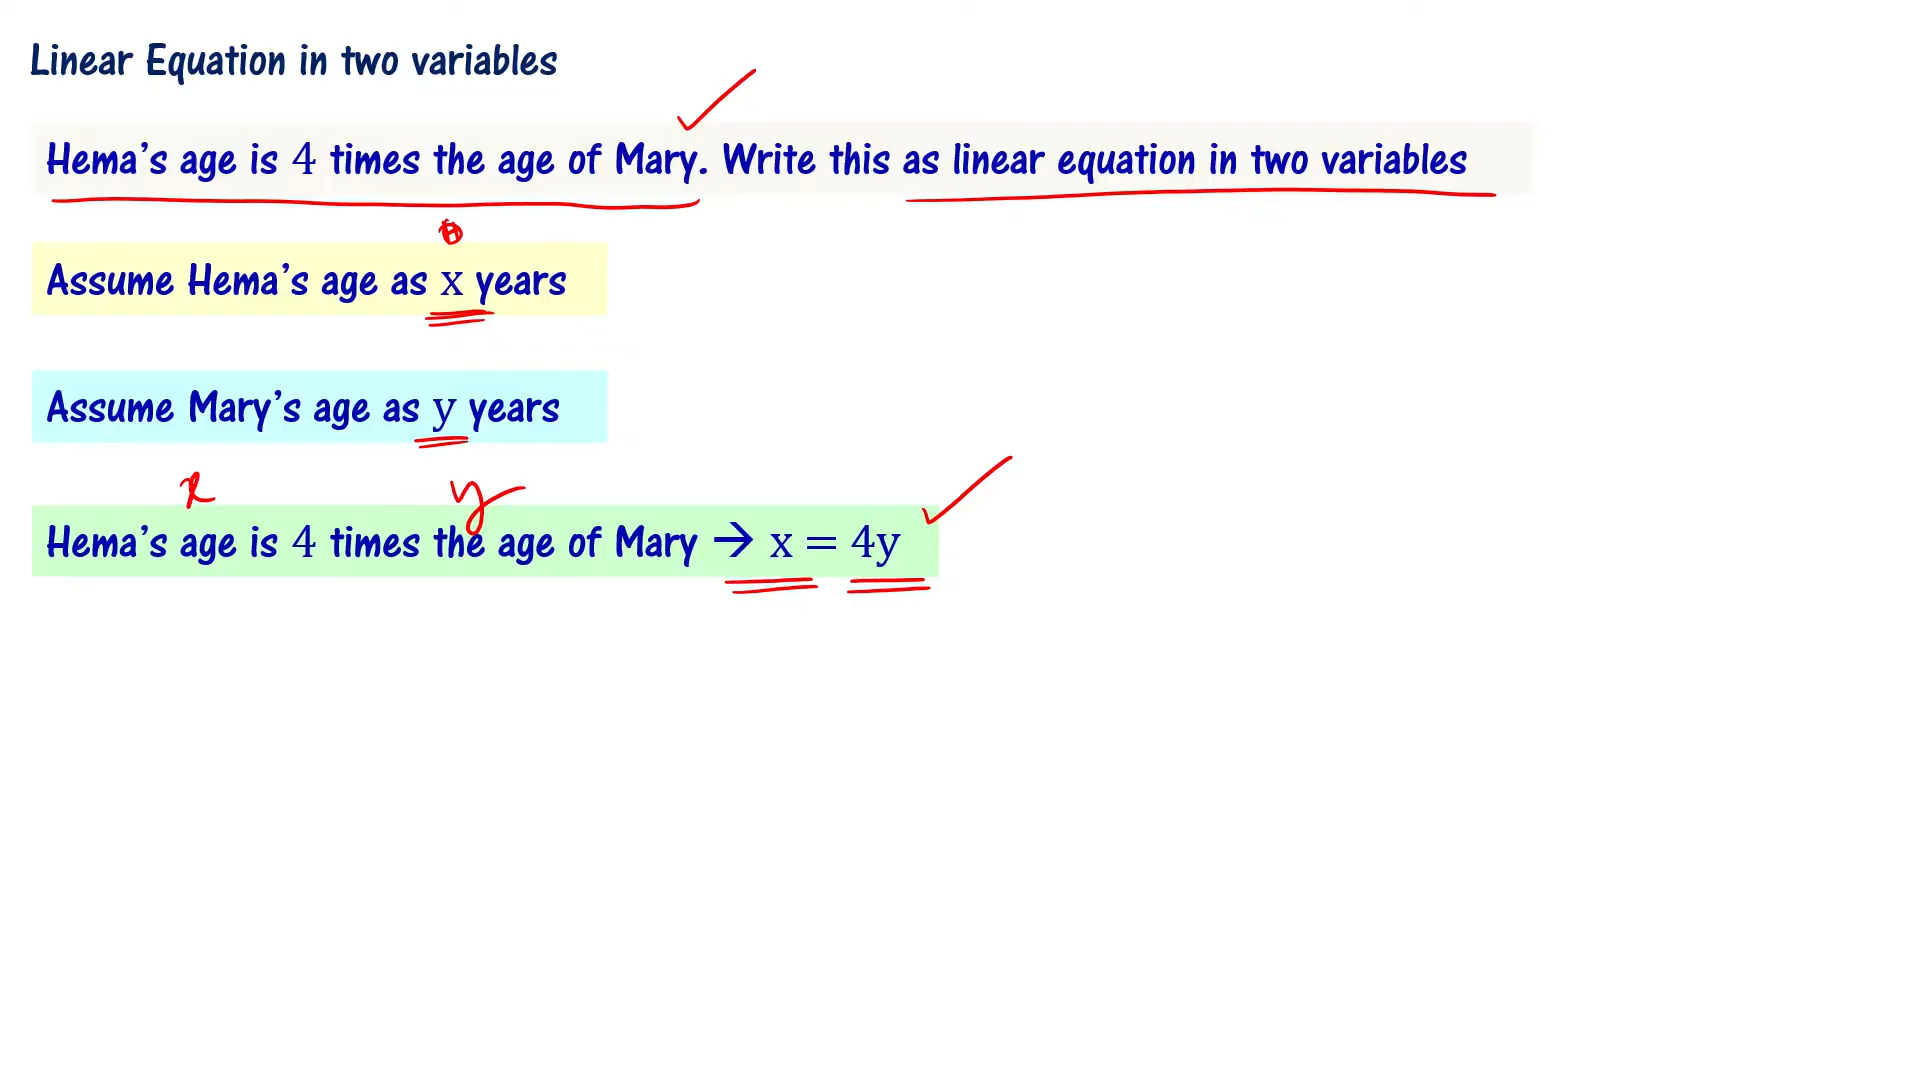 Linear Equation in two variables
Hema's age is 4 times the age of Mary. Write this as linear equation in two variables
Assume Hema's age as x years
Assume Mary's age as y years
x y
Hema's age is 4 times the age of Mary → x = 4y